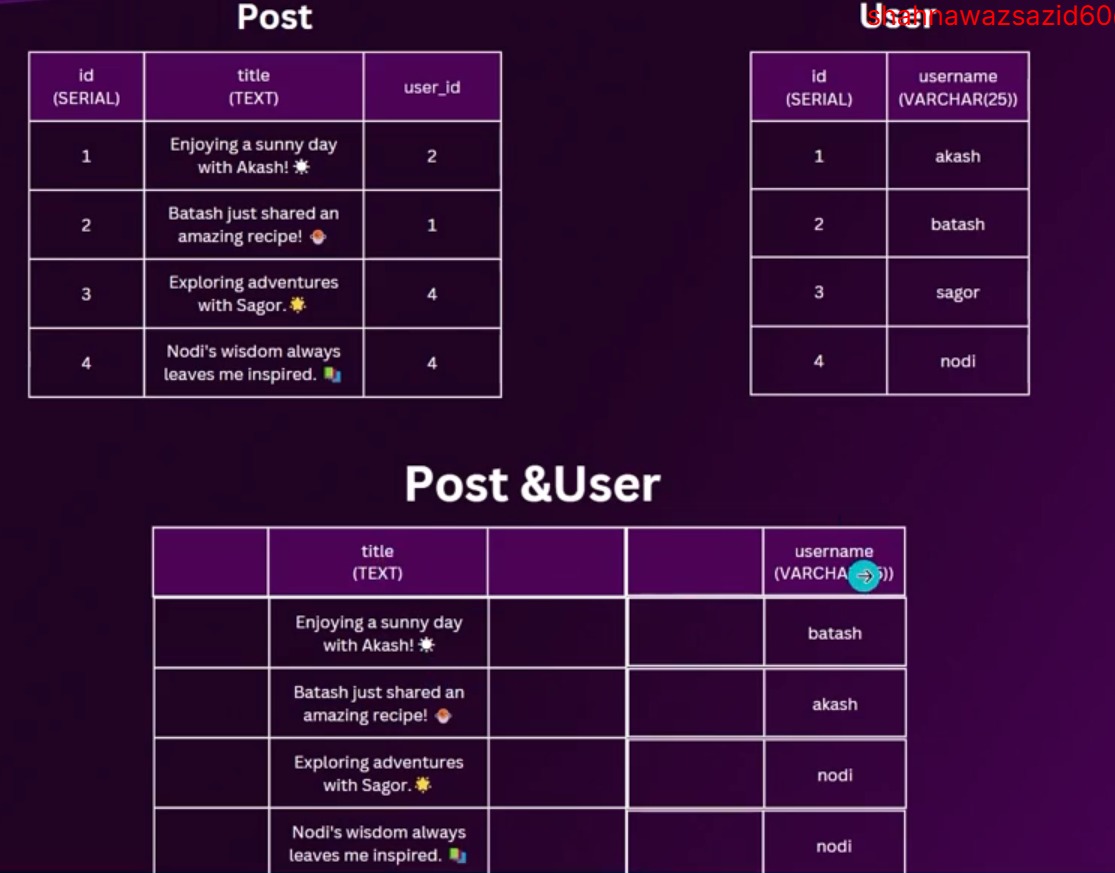 Post
User
shahnawazsazid60
id title user_id
(SERIAL) (TEXT)
1 Enjoying a sunny day with Akash! ☀ 2
2 Batash just shared an amazing recipe! 1
3 Exploring adventures with Sagor. 🌟 4
4 Nodi's wisdom always leaves me inspired. 4
id username
(SERIAL) (VARCHAR(25))
1 akash
2 batash
3 sagor
4 nodi
Post &User
title username
(TEXT)
Enjoying a sunny day with Akash! ☀ batash
Batash just shared an amazing recipe! akash
Exploring adventures with Sagor. 🌟 nodi
Nodi's wisdom always leaves me inspired. nodi